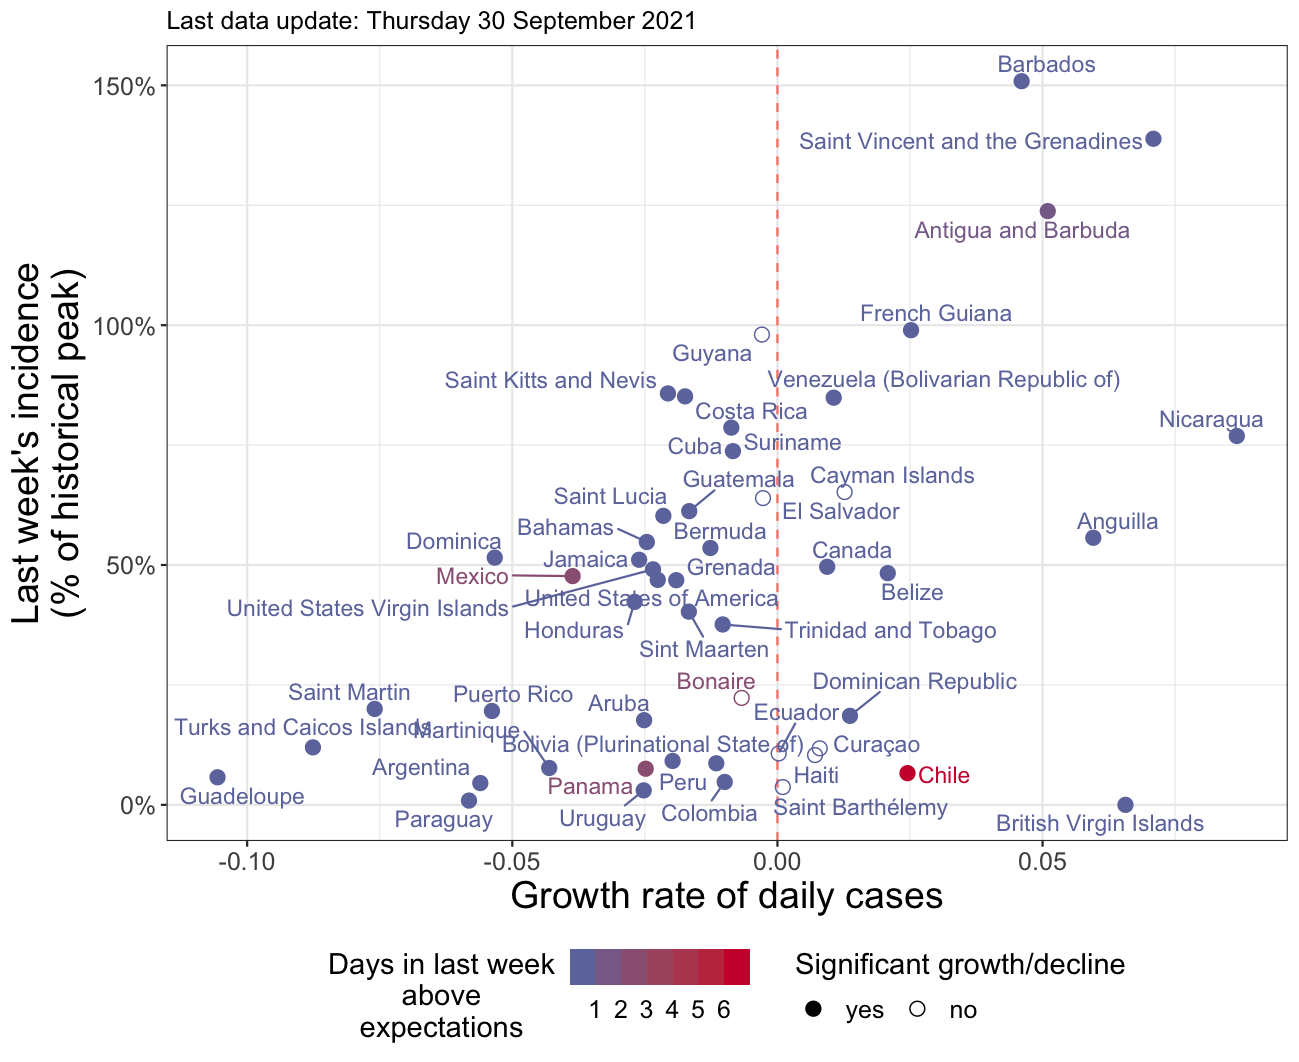 Last data update: Thursday 30 September 2021
Barbados
150%
Saint Vincent and the Grenadines
Antigua and Barbuda
French Guiana
100%
Guyana
Saint Kitts and Nevis
Venezuela (Bolivarian Republic of)
Costa Rica
Nicaragua
Cuba
Suriname
Guatemala
Cayman Islands
Saint Lucia
El Salvador
Bahamas
Bermuda
Anguilla
Dominica
Jamaica
Canada
50%
Grenada
Mexico
Belize
United States of America
United States Virgin Islands
Honduras
Trinidad and Tobago
Sint Maarten
Bonaire
Dominican Republic
Saint Martin
Puerto Rico
Aruba
Ecuador
Turks and Caicos Islands
Martinique
Bolivia (Plurinational State of)
Curaçao
Argentina
Haiti
Chile
Panama
Peru
Guadeloupe
0%
Saint Barthélemy
Paraguay
Uruguay
Colombia
British Virgin Islands
Last week's incidence
(% of historical peak)
-0.10
-0.05
0.00
0.05
Growth rate of daily cases
Days in last week
above
expectations
1 2 3 4 5 6
Significant growth/decline
yes
no